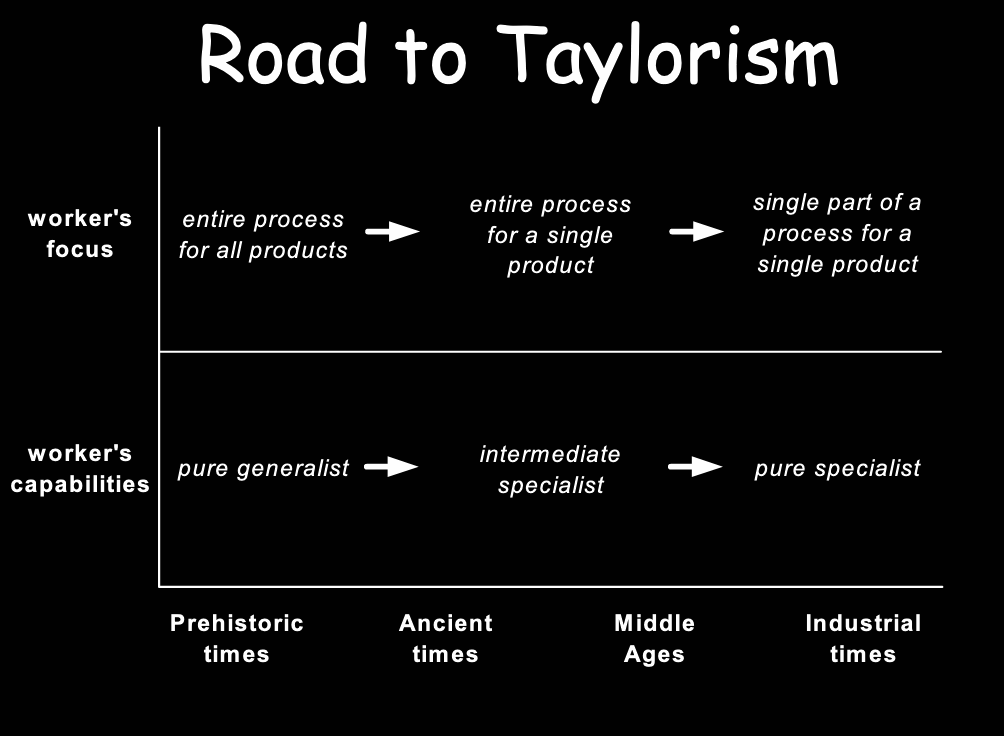 Road to Taylorism
worker's
focus
entire process
for all products
entire process
for a single
product
single part of a
process for a
single product
worker's
capabilities
pure generalist
intermediate
specialist
pure specialist
Prehistoric
times
Ancient
times
Middle
Ages
Industrial
times